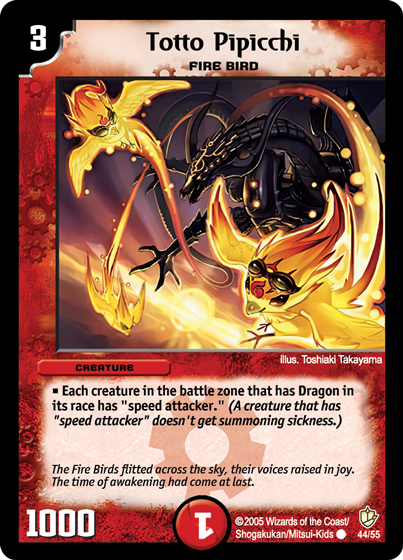 3
Totto Pipicchi
FIRE BIRD
illus. Toshiaki Takayama
CREATURE
▪ Each creature in the battle zone that has Dragon in
its race has "speed attacker." (A creature that has
"speed attacker" doesn't get summoning sickness.)
The Fire Birds flitted across the sky, their voices raised in joy.
The time of awakening had come at last.
1000
1
©2005 Wizards of the Coast/
Shogakukan/Mitsui-Kids ● 44/55